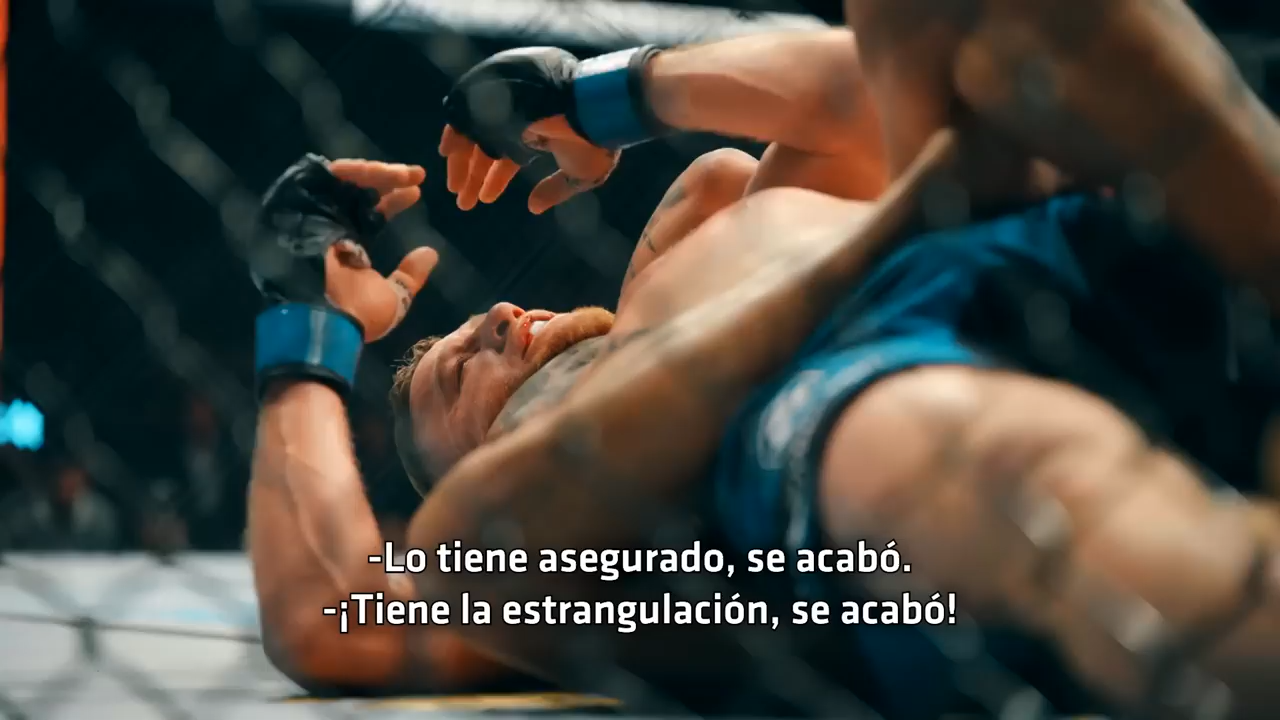 -Lo tiene asegurado, se acabó.
-¡Tiene la estrangulación, se acabó!